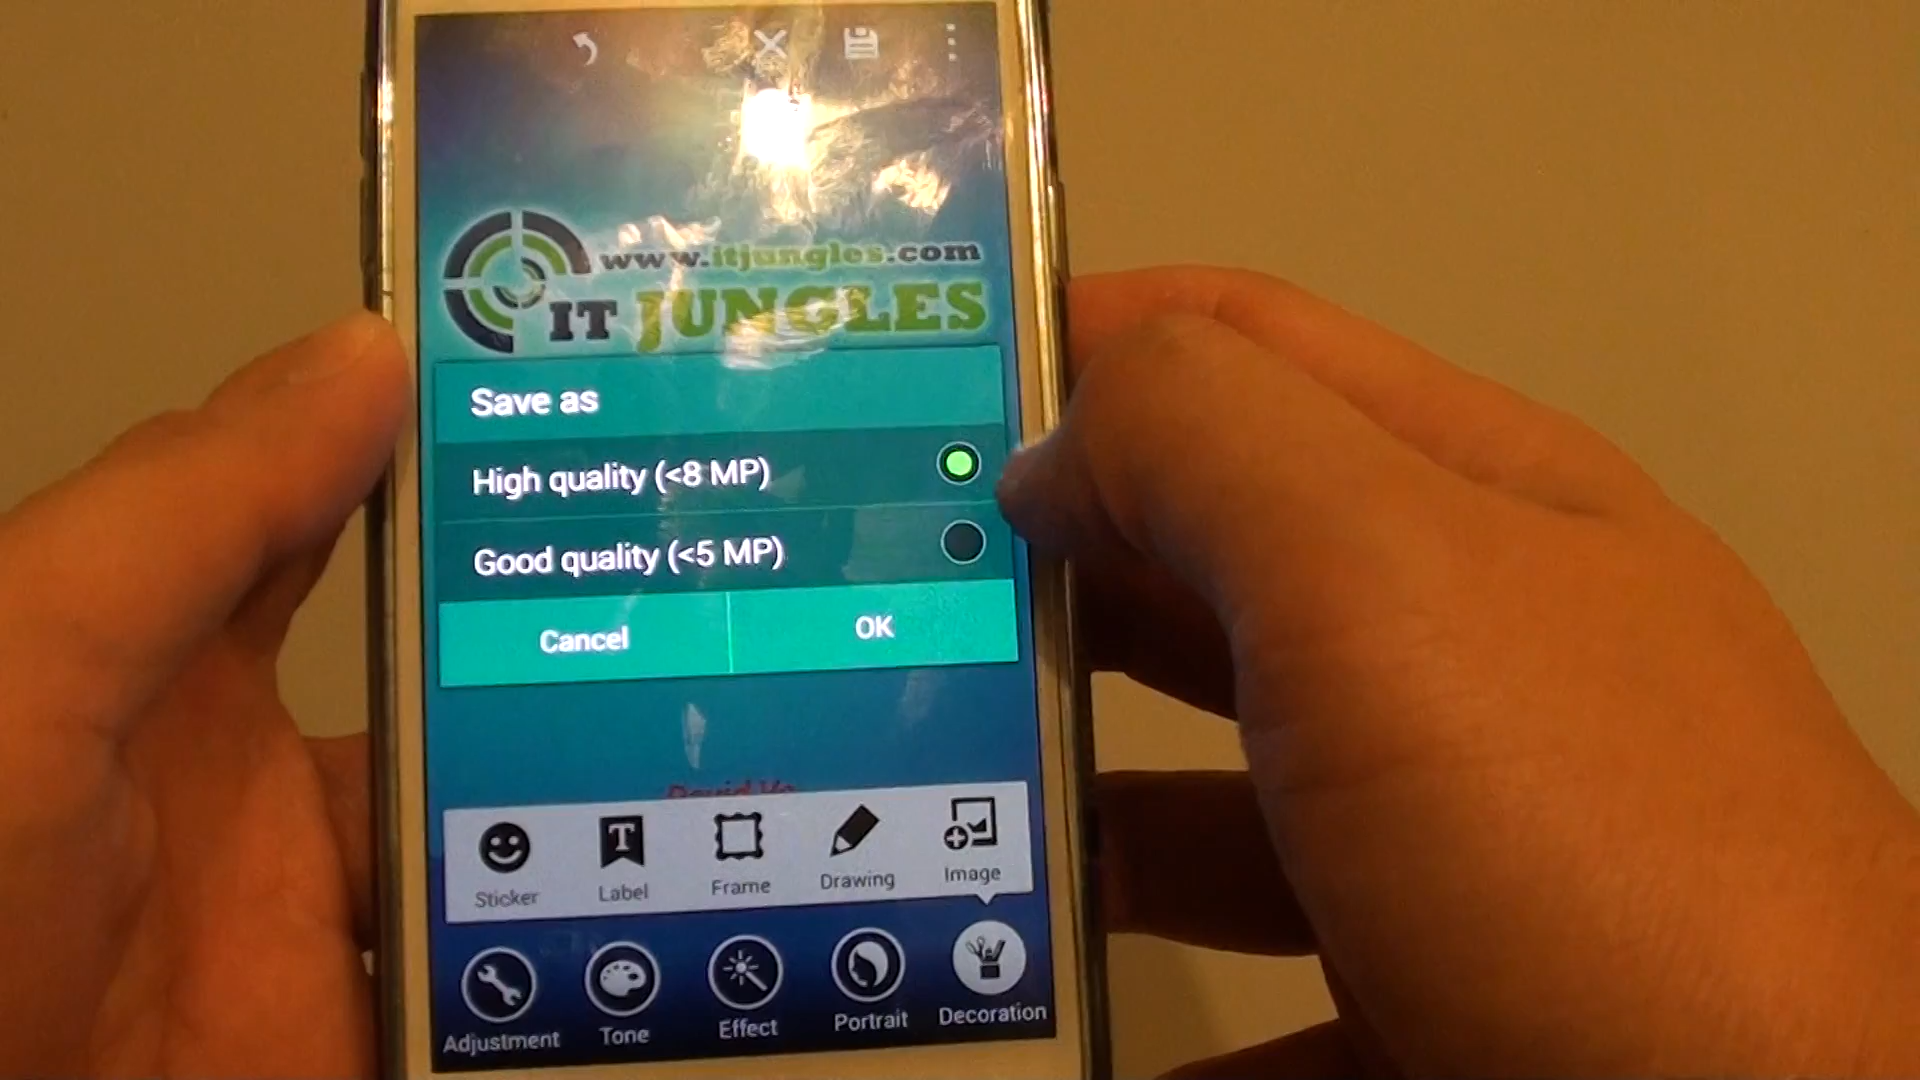 www.itjungles.com
IT JUNGLES
Save as
High quality (<8 MP)
Good quality (<5 MP)
Cancel
OK
Sticker
Label
Frame
Drawing
Image
Adjustment
Tone
Effect
Portrait
Decoration